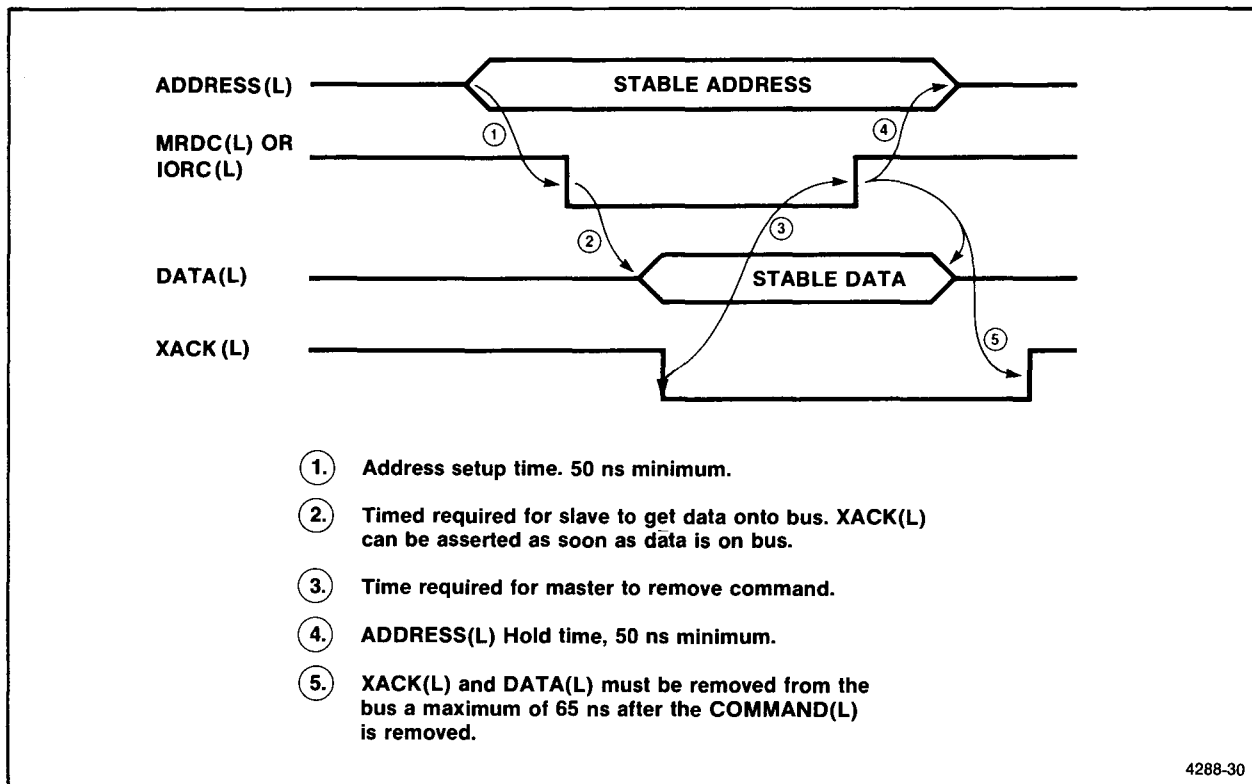 ADDRESS(L)
STABLE ADDRESS
1
4
MRDC(L) OR
IORC(L)
2
3
DATA(L)
STABLE DATA
XACK(L)
5
1. Address setup time. 50 ns minimum.
2. Timed required for slave to get data onto bus. XACK(L)
can be asserted as soon as data is on bus.
3. Time required for master to remove command.
4. ADDRESS(L) Hold time, 50 ns minimum.
5. XACK(L) and DATA(L) must be removed from the
bus a maximum of 65 ns after the COMMAND(L)
is removed.
4288-30